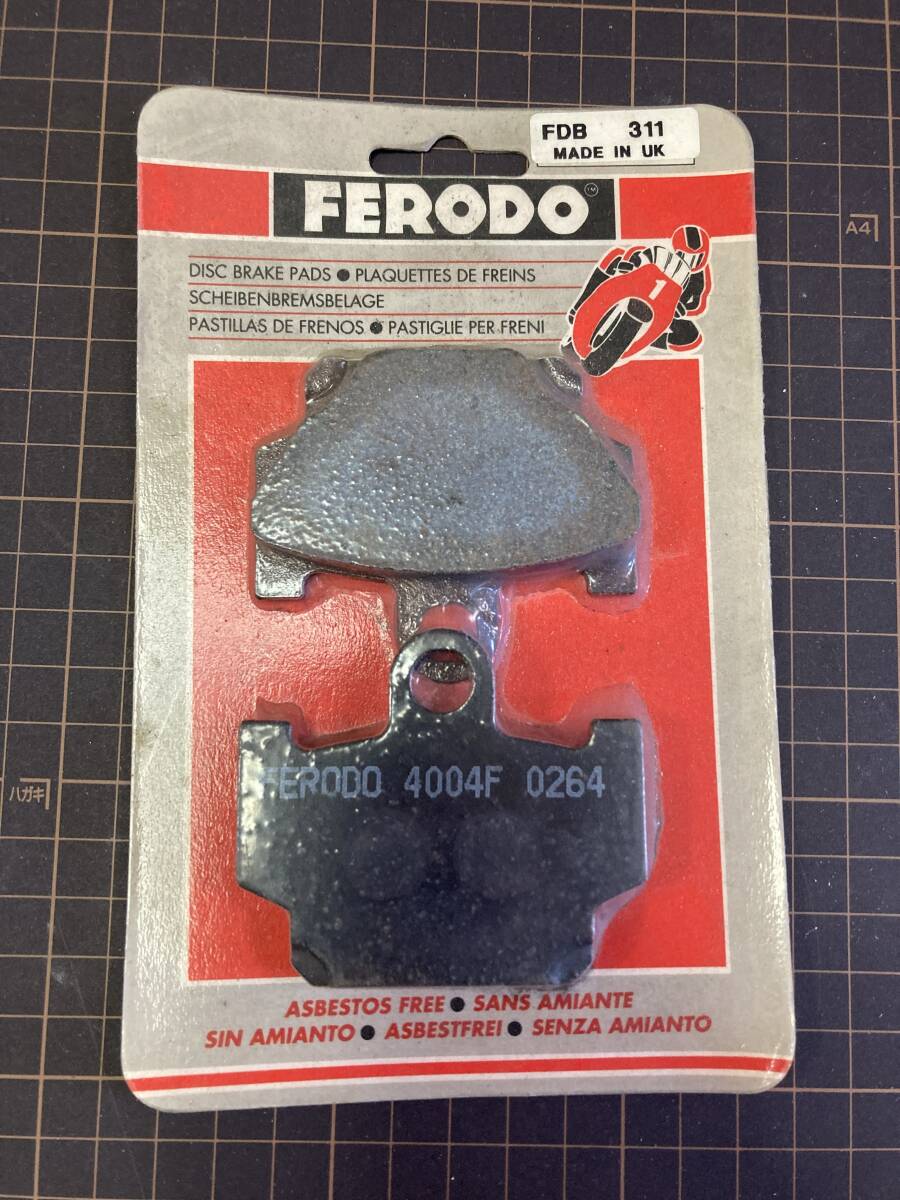 FDB 311
MADE IN UK
FERODO™
A4
DISC BRAKE PADS ● PLAQUETTES DE FREINS
SCHEIBENBREMSBELAGE
PASTILLAS DE FRENOS ● PASTIGLIE PER FRENI
1
ハガキ
FERODO 4004F 0264
ASBESTOS FREE ● SANS AMIANTE
SIN AMIANTO ● ASBESTFREI ● SENZA AMIANTO